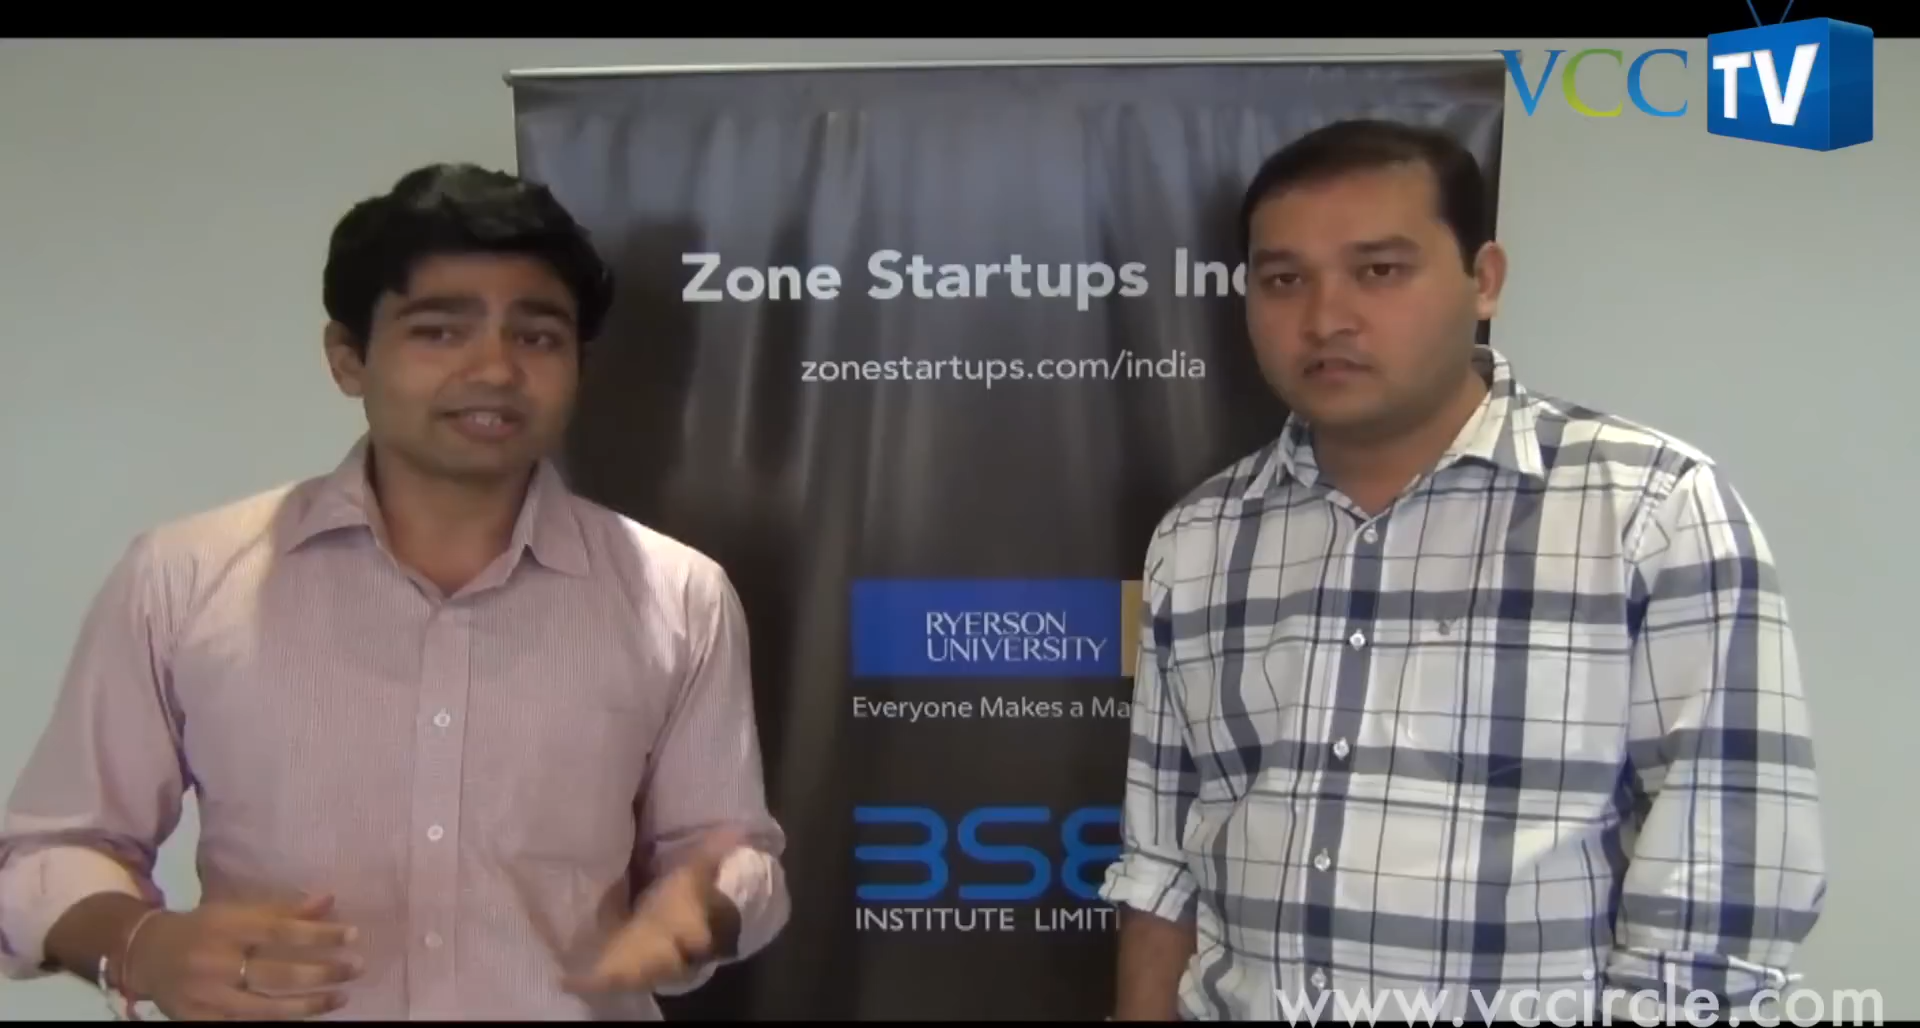 VCC TV
Zone Startups Ind
zonestartups.com/india
RYERSON
UNIVERSITY
Everyone Makes a Ma
BSE
INSTITUTE LIMIT
www.vccircle.com